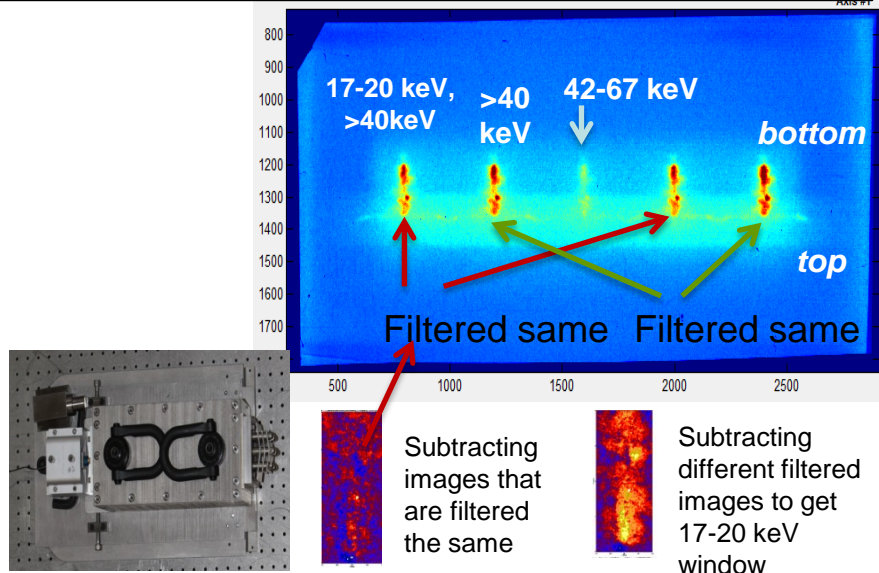 Axis #1
800
900
1000
1100
1200
1300
1400
1500
1600
1700
17-20 keV,
>40keV
>40
keV
42-67 keV
bottom
top
Filtered same Filtered same
500 1000 1500 2000 2500
Subtracting
images that
are filtered
the same
Subtracting
different filtered
images to get
17-20 keV
window